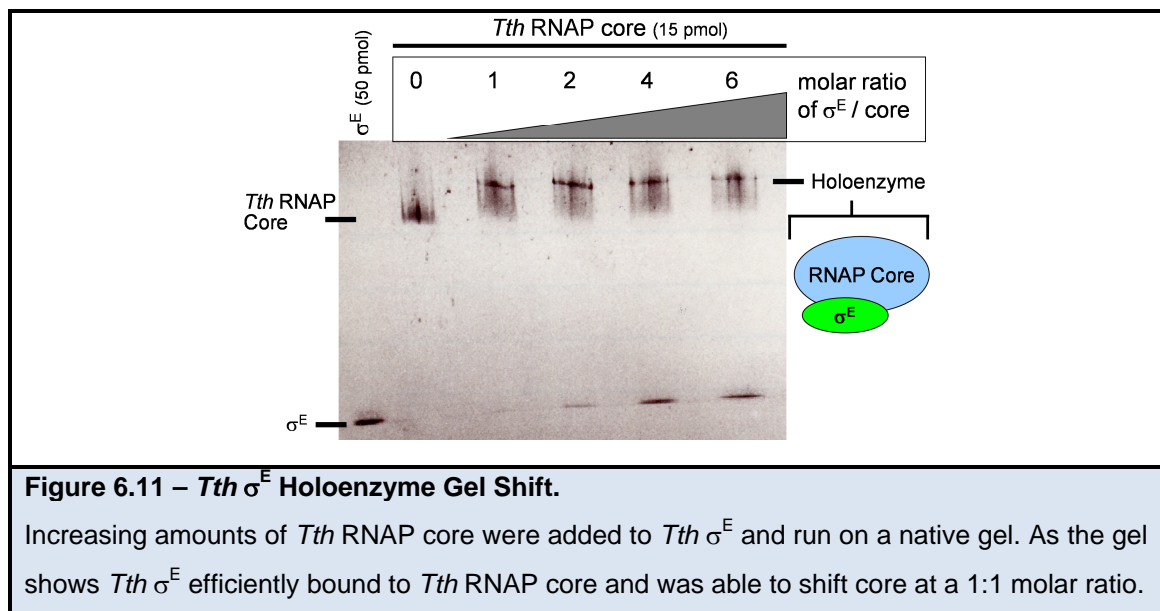 Tth RNAP core (15 pmol)
σE (50 pmol)
0 1 2 4 6 molar ratio
of σE / core
Tth RNAP
Core
Holoenzyme
RNAP Core
σE
σE
Figure 6.11 – Tth σE Holoenzyme Gel Shift.
Increasing amounts of Tth RNAP core were added to Tth σE and run on a native gel. As the gel
shows Tth σE efficiently bound to Tth RNAP core and was able to shift core at a 1:1 molar ratio.